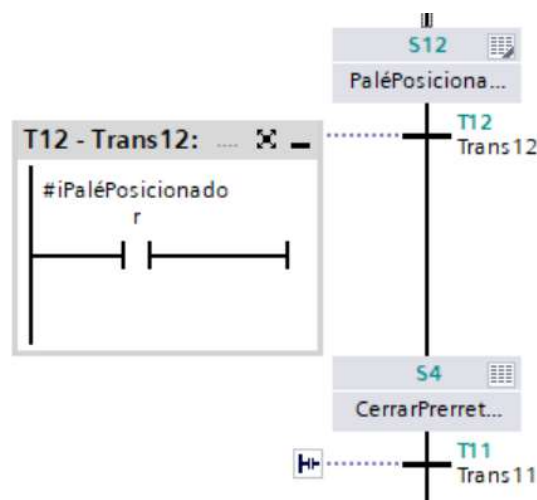 S12
PaléPosiciona...
T12
Trans12
T12 - Trans12: ....
#iPaléPosicionado
r
S4
CerrarPrerret...
T11
Trans11